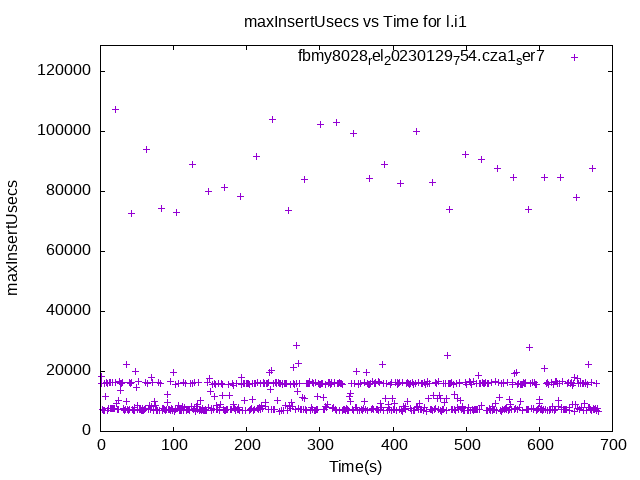 maxInsertUsecs vs Time for l.i1
fbmy8028rel20230129754.cza1ser7
120000
100000
80000
60000
40000
20000
0
maxInsertUsecs
0 100 200 300 400 500 600 700
Time(s)